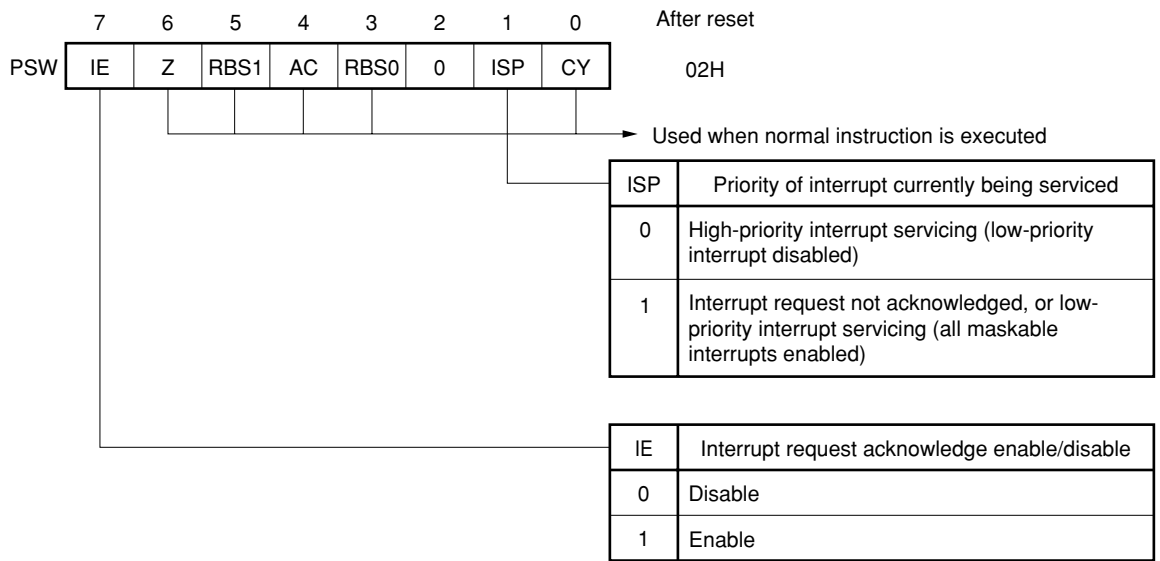 7 6 5 4 3 2 1 0 After reset
PSW IE Z RBS1 AC RBS0 0 ISP CY 02H
Used when normal instruction is executed
ISP Priority of interrupt currently being serviced
0 High-priority interrupt servicing (low-priority
interrupt disabled)
1 Interrupt request not acknowledged, or low-
priority interrupt servicing (all maskable
interrupts enabled)
IE Interrupt request acknowledge enable/disable
0 Disable
1 Enable